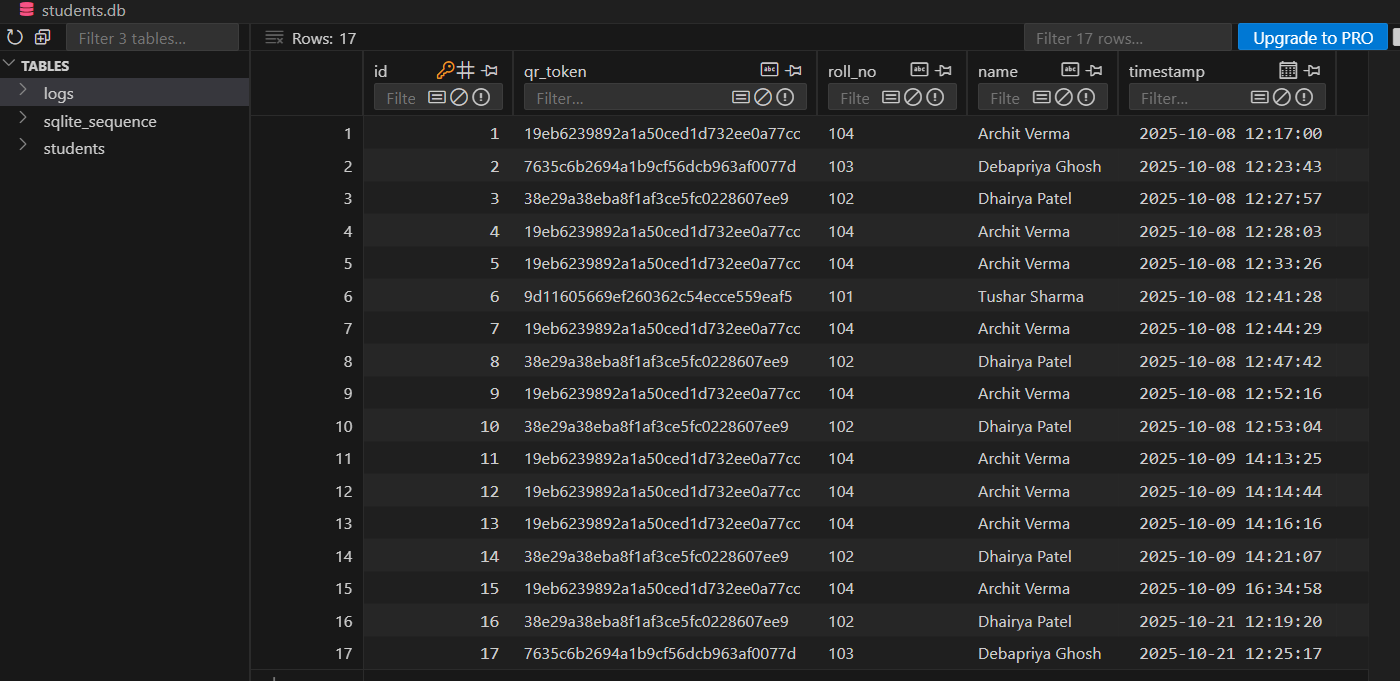 students.db
Filter 3 tables...
Rows: 17
Filter 17 rows...
Upgrade to PRO
TABLES
logs
sqlite_sequence
students
id qr_token abc roll_no abc name abc timestamp
Filte Filter... Filte Filte Filter...
1 1 19eb6239892a1a50ced1d732ee0a77cc 104 Archit Verma 2025-10-08 12:17:00
2 2 7635c6b2694a1b9cf56dcb963af0077d 103 Debapriya Ghosh 2025-10-08 12:23:43
3 3 38e29a38eba8f1af3ce5fc0228607ee9 102 Dhairya Patel 2025-10-08 12:27:57
4 4 19eb6239892a1a50ced1d732ee0a77cc 104 Archit Verma 2025-10-08 12:28:03
5 5 19eb6239892a1a50ced1d732ee0a77cc 104 Archit Verma 2025-10-08 12:33:26
6 6 9d11605669ef260362c54ecce559eaf5 101 Tushar Sharma 2025-10-08 12:41:28
7 7 19eb6239892a1a50ced1d732ee0a77cc 104 Archit Verma 2025-10-08 12:44:29
8 8 38e29a38eba8f1af3ce5fc0228607ee9 102 Dhairya Patel 2025-10-08 12:47:42
9 9 19eb6239892a1a50ced1d732ee0a77cc 104 Archit Verma 2025-10-08 12:52:16
10 10 38e29a38eba8f1af3ce5fc0228607ee9 102 Dhairya Patel 2025-10-08 12:53:04
11 11 19eb6239892a1a50ced1d732ee0a77cc 104 Archit Verma 2025-10-09 14:13:25
12 12 19eb6239892a1a50ced1d732ee0a77cc 104 Archit Verma 2025-10-09 14:14:44
13 13 19eb6239892a1a50ced1d732ee0a77cc 104 Archit Verma 2025-10-09 14:16:16
14 14 38e29a38eba8f1af3ce5fc0228607ee9 102 Dhairya Patel 2025-10-09 14:21:07
15 15 19eb6239892a1a50ced1d732ee0a77cc 104 Archit Verma 2025-10-09 16:34:58
16 16 38e29a38eba8f1af3ce5fc0228607ee9 102 Dhairya Patel 2025-10-21 12:19:20
17 17 7635c6b2694a1b9cf56dcb963af0077d 103 Debapriya Ghosh 2025-10-21 12:25:17